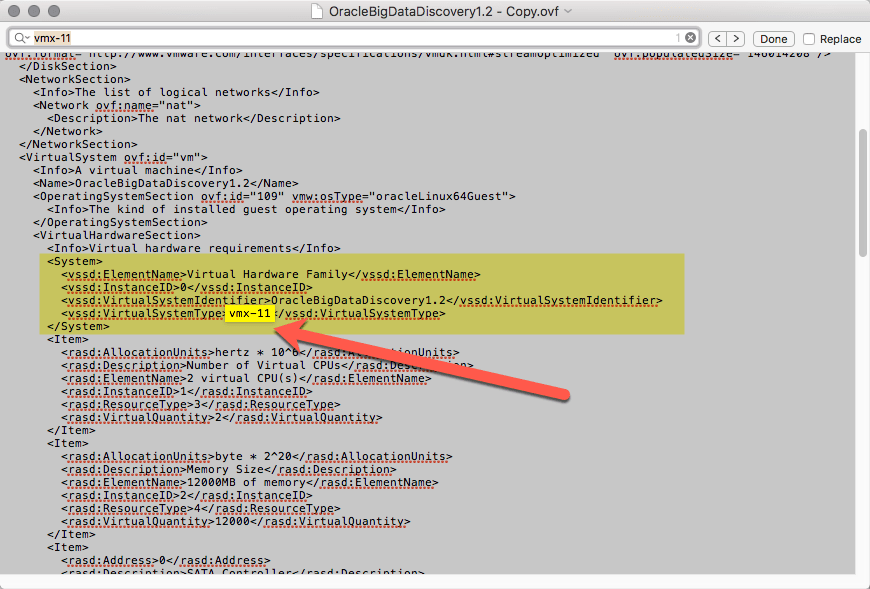 OracleBigDataDiscovery1.2 - Copy.ovf
vmx-11 1 < > Done Replace
ovf:format="http://www.vmware.com/interfaces/specifications/vmdk.html#streamOptimized" ovf:populatedSize="146014208"/>
</DiskSection>
<NetworkSection>
<Info>The list of logical networks</Info>
<Network ovf:name="nat">
<Description>The nat network</Description>
</Network>
</NetworkSection>
<VirtualSystem ovf:id="vm">
<Info>A virtual machine</Info>
<Name>OracleBigDataDiscovery1.2</Name>
<OperatingSystemSection ovf:id="109" vmw:osType="oracleLinux64Guest">
<Info>The kind of installed guest operating system</Info>
</OperatingSystemSection>
<VirtualHardwareSection>
<Info>Virtual hardware requirements</Info>
<System>
<vssd:ElementName>Virtual Hardware Family</vssd:ElementName>
<vssd:InstanceID>0</vssd:InstanceID>
<vssd:VirtualSystemIdentifier>OracleBigDataDiscovery1.2</vssd:VirtualSystemIdentifier>
<vssd:VirtualSystemType>vmx-11</vssd:VirtualSystemType>
</System>
<Item>
<rasd:AllocationUnits>hertz * 10^6</rasd:AllocationUnits>
<rasd:Description>Number of Virtual CPUs</rasd:Description>
<rasd:ElementName>2 virtual CPU(s)</rasd:ElementName>
<rasd:InstanceID>1</rasd:InstanceID>
<rasd:ResourceType>3</rasd:ResourceType>
<rasd:VirtualQuantity>2</rasd:VirtualQuantity>
</Item>
<Item>
<rasd:AllocationUnits>byte * 2^20</rasd:AllocationUnits>
<rasd:Description>Memory Size</rasd:Description>
<rasd:ElementName>12000MB of memory</rasd:ElementName>
<rasd:InstanceID>2</rasd:InstanceID>
<rasd:ResourceType>4</rasd:ResourceType>
<rasd:VirtualQuantity>12000</rasd:VirtualQuantity>
</Item>
<Item>
<rasd:Address>0</rasd:Address>
<rasd:Description>SATA Controller</rasd:Description>